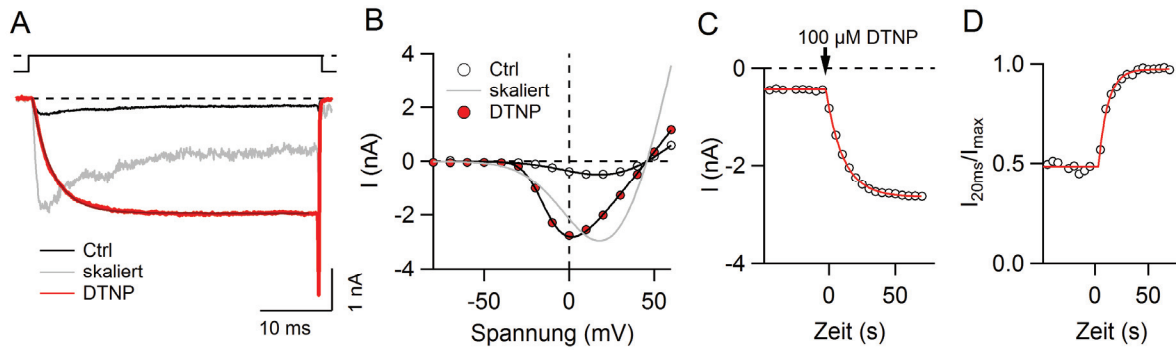 A
Ctrl
skaliert
DTNP
1 nA
10 ms
B
4
2
0
-2
-4
I (nA)
Ctrl
skaliert
DTNP
-50
0
50
Spannung (mV)
C
100 µM DTNP
0
-2
-4
I (nA)
0
50
Zeit (s)
D
1.0
0.5
0.0
I20ms/Imax
0
50
Zeit (s)